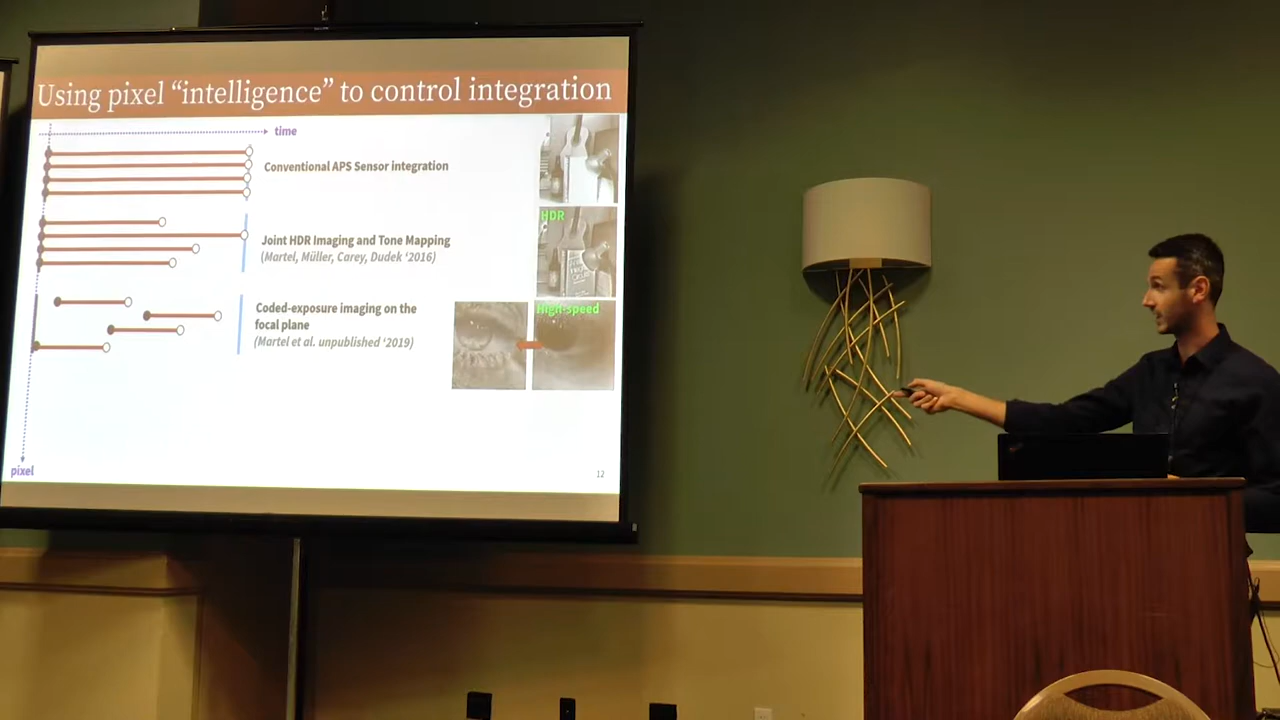 Using pixel “intelligence” to control integration
time
Conventional APS Sensor integration
HDR
Joint HDR Imaging and Tone Mapping
(Martel, Müller, Carey, Dudek ‘2016)
Coded-exposure imaging on the
focal plane
(Martel et al. unpublished ‘2019)
High-speed
pixel
12